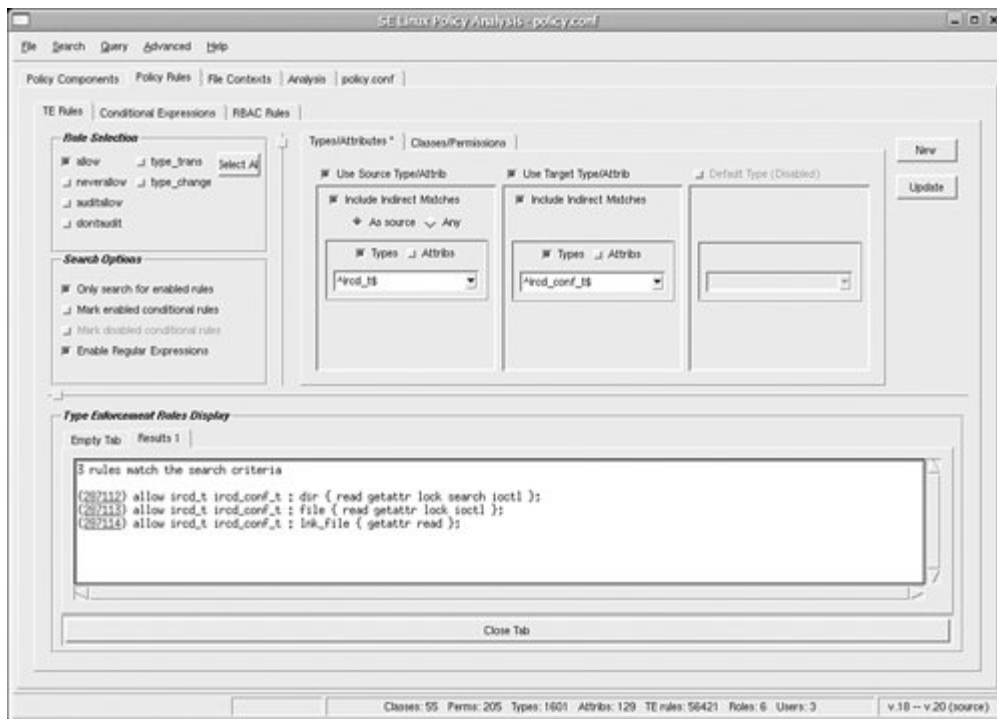 SE Linux Policy Analysis - policy.conf
File Search Query Advanced Help
Policy Components Policy Rules File Contexts Analysis policy.conf
TE Rules Conditional Expressions RBAC Rules
Rule Selection
allow type_trans Select Al
neverallow type_change
auditallow
dontaudit
Search Options
Only search for enabled rules
Mark enabled conditional rules
Mark disabled conditional rules
Enable Regular Expressions
Types/Attributes * Classes/Permissions
Use Source Type/Attrib Use Target Type/Attrib Default Type (Disabled)
Include Indirect Matches Include Indirect Matches
As source Any
Types Attribs Types Attribs
^ircd_t$ ^ircd_conf_t$
New
Update
Type Enforcement Rules Display
Empty Tab Results 1
3 rules match the search criteria
(287112) allow ircd_t ircd_conf_t : dir { read getattr lock search ioctl };
(287113) allow ircd_t ircd_conf_t : file { read getattr lock ioctl };
(287114) allow ircd_t ircd_conf_t : lnk_file { getattr read };
Close Tab
Classes: 55 Perms: 205 Types: 1601 Attribs: 129 TE rules: 56421 Roles: 6 Users: 3 v.18 -- v.20 (source)